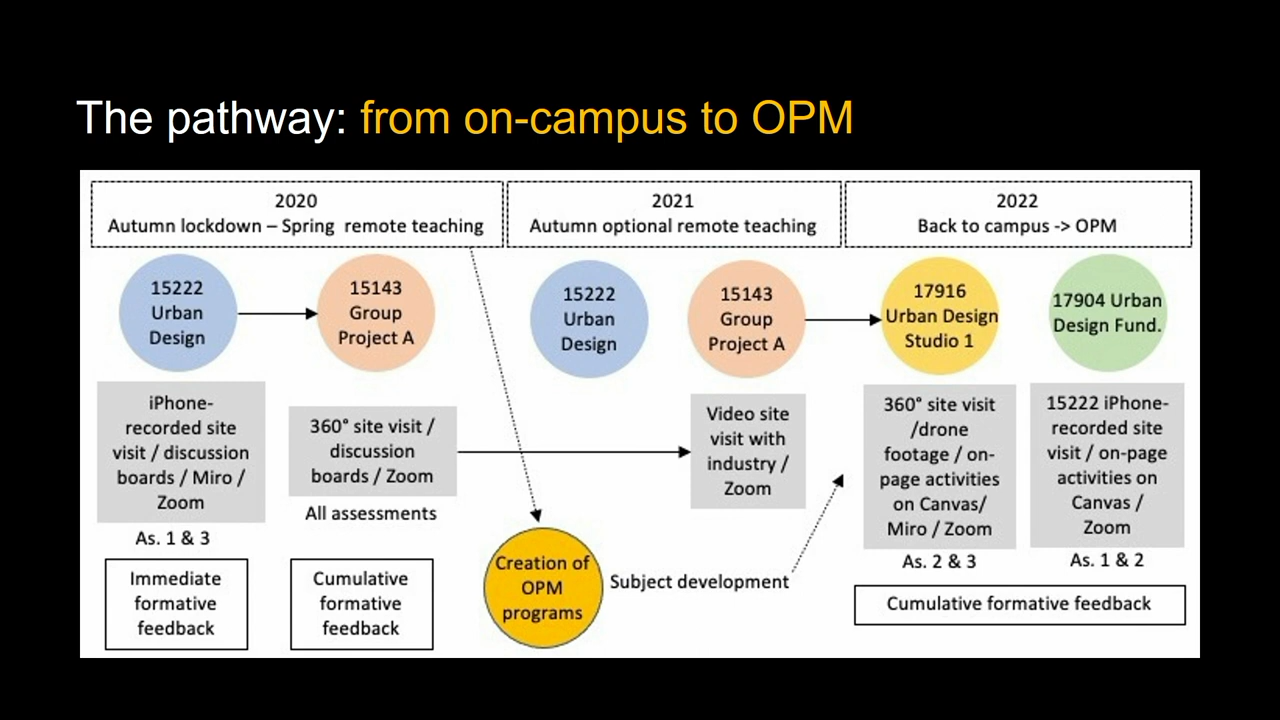 The pathway: from on-campus to OPM
2020
Autumn lockdown – Spring remote teaching
2021
Autumn optional remote teaching
2022
Back to campus -> OPM
15222
Urban
Design
15143
Group
Project A
15222
Urban
Design
15143
Group
Project A
17916
Urban Design
Studio 1
17904 Urban
Design Fund.
iPhone-
recorded site
visit / discussion
boards / Miro /
Zoom
As. 1 & 3
Immediate
formative
feedback
360° site visit /
discussion
boards / Zoom
All assessments
Cumulative
formative
feedback
Creation of
OPM
programs
Subject development
Video site
visit with
industry /
Zoom
360° site visit
/drone
footage / on-
page activities
on Canvas/
Miro / Zoom
As. 2 & 3
15222 iPhone-
recorded site
visit / on-page
activities on
Canvas /
Zoom
As. 1 & 2
Cumulative formative feedback